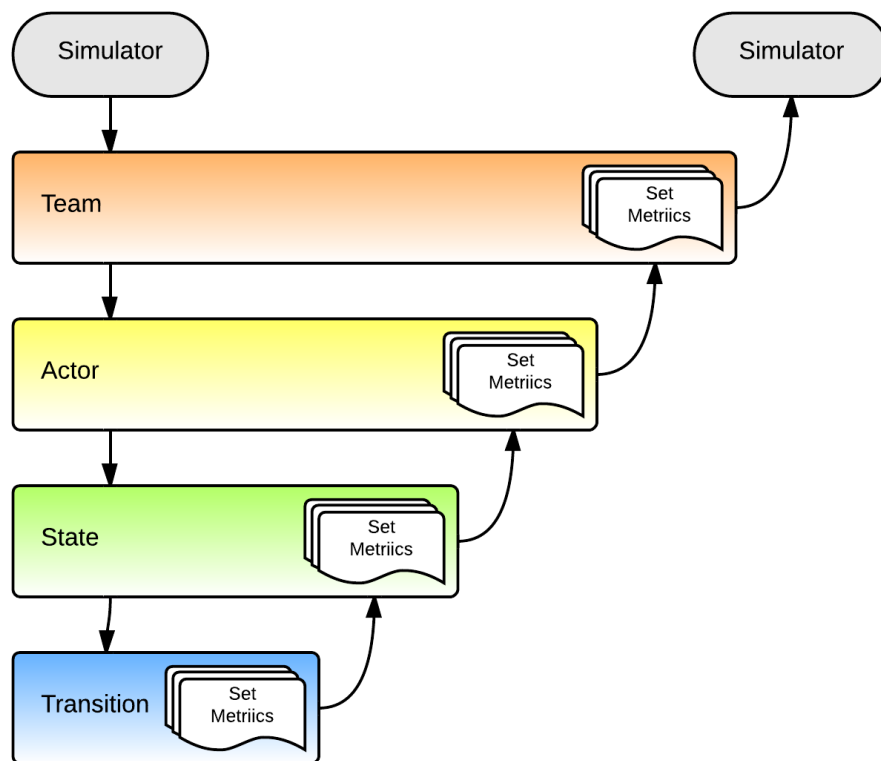 Simulator
Simulator
Team
Set
Metriics
Actor
Set
Metriics
State
Set
Metriics
Transition
Set
Metriics